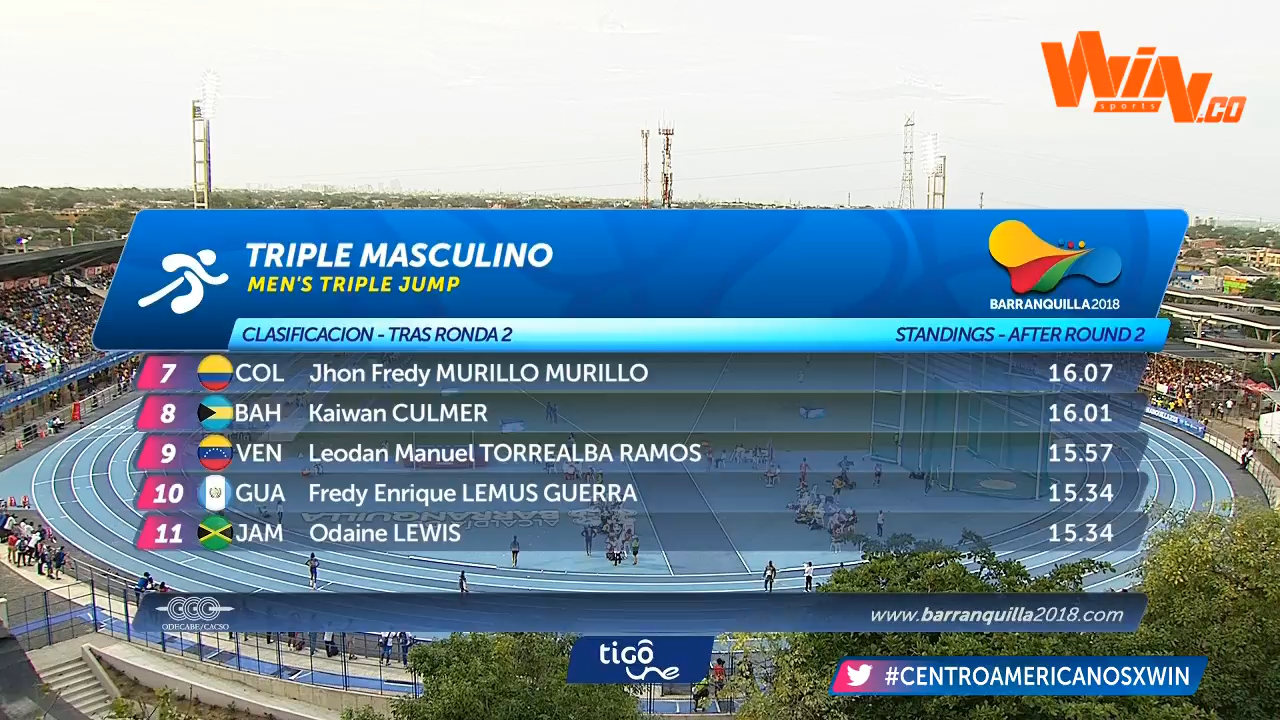 WIN
sports
.CO
TRIPLE MASCULINO
MEN'S TRIPLE JUMP
BARRANQUILLA2018
CLASIFICACION - TRAS RONDA 2 STANDINGS - AFTER ROUND 2
7 COL Jhon Fredy MURILLO MURILLO 16.07
8 BAH Kaiwan CULMER 16.01
9 VEN Leodan Manuel TORREALBA RAMOS 15.57
10 GUA Fredy Enrique LEMUS GUERRA 15.34
11 JAM Odaine LEWIS 15.34
ALCALDÍA DE
BARRANQUILLA
ODECABE/CACSO
www.barranquilla2018.com
tigo
une
#CENTROAMERICANOSXWIN